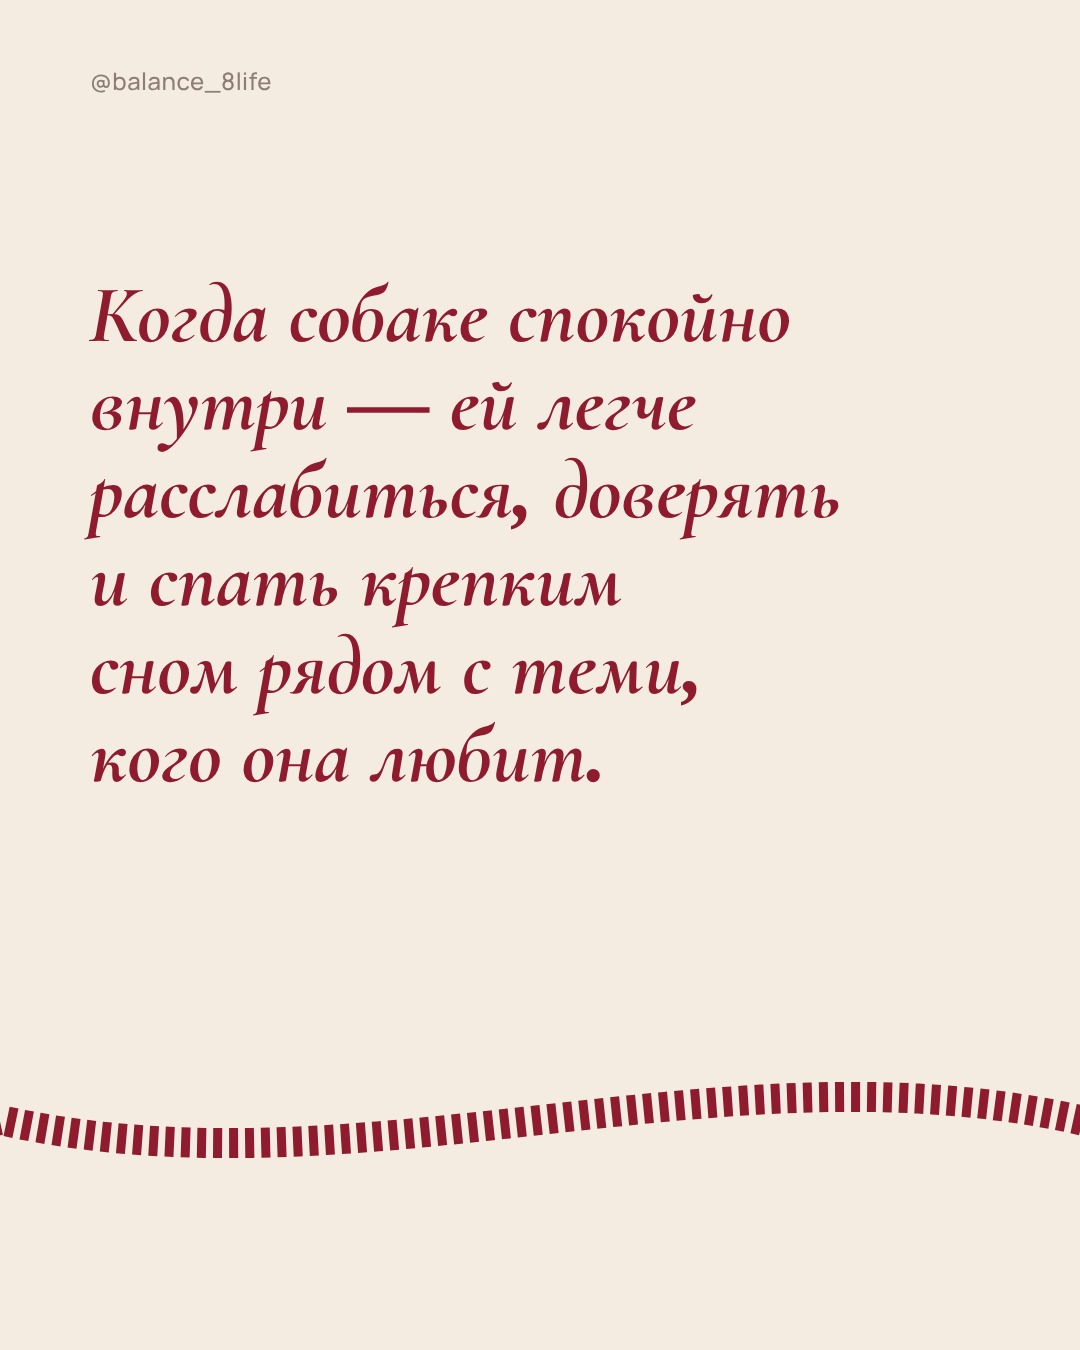 @balance_8life
Когда собаке спокойно
внутри — ей легче
расслабиться, доверять
и спать крепким
сном рядом с теми,
кого она любит.